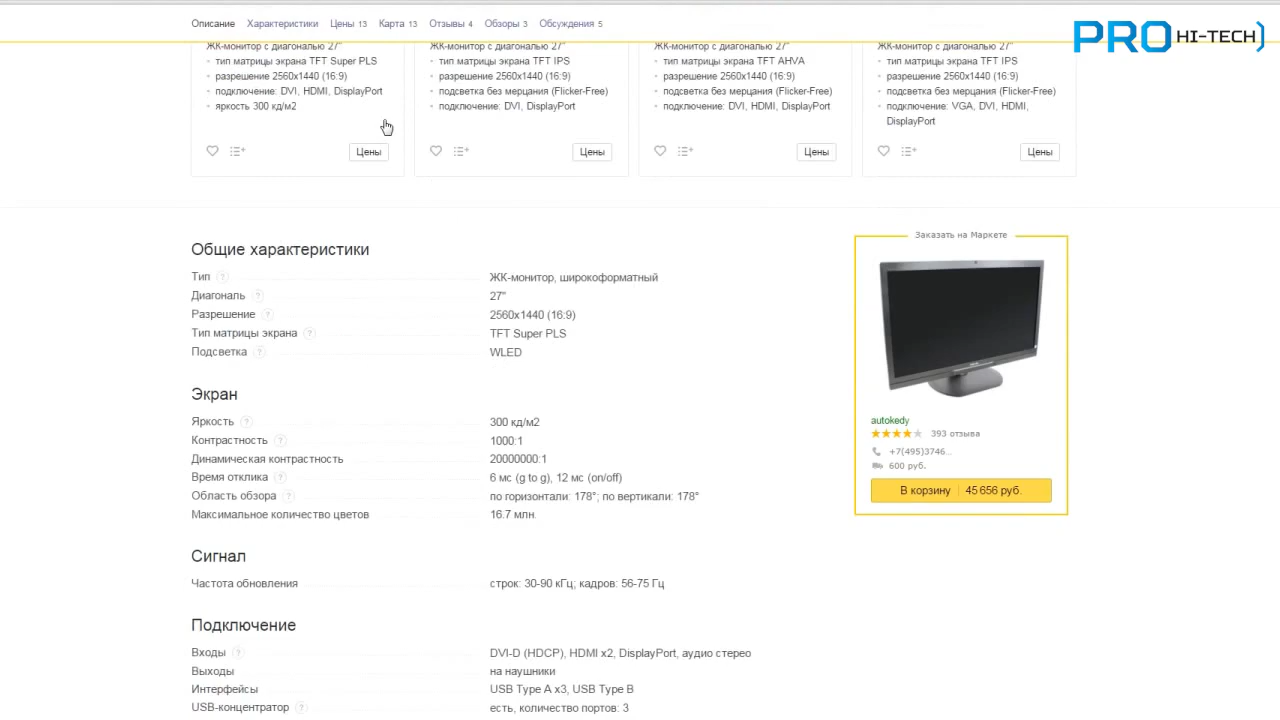 Описание Характеристики Цены 13 Карта 13 Отзывы 4 Обзоры 3 Обсуждения 5
PRO HI-TECH
ЖК-монитор с диагональю 27"
тип матрицы экрана TFT Super PLS
разрешение 2560x1440 (16:9)
подключение: DVI, HDMI, DisplayPort
яркость 300 кд/м2
Цены
ЖК-монитор с диагональю 27"
тип матрицы экрана TFT IPS
разрешение 2560x1440 (16:9)
подсветка без мерцания (Flicker-Free)
подключение: DVI, DisplayPort
Цены
ЖК-монитор с диагональю 27"
тип матрицы экрана TFT AHVA
разрешение 2560x1440 (16:9)
подсветка без мерцания (Flicker-Free)
подключение: DVI, HDMI, DisplayPort
Цены
ЖК-монитор с диагональю 27"
тип матрицы экрана TFT IPS
разрешение 2560x1440 (16:9)
подсветка без мерцания (Flicker-Free)
подключение: VGA, DVI, HDMI,
DisplayPort
Цены
Общие характеристики
Тип ? ЖК-монитор, широкоформатный
Диагональ ? 27"
Разрешение ? 2560x1440 (16:9)
Тип матрицы экрана ? TFT Super PLS
Подсветка ? WLED
Экран
Яркость ? 300 кд/м2
Контрастность ? 1000:1
Динамическая контрастность 20000000:1
Время отклика ? 6 мс (g to g), 12 мс (on/off)
Область обзора ? по горизонтали: 178°; по вертикали: 178°
Максимальное количество цветов 16.7 млн.
Сигнал
Частота обновления строк: 30-90 кГц; кадров: 56-75 Гц
Подключение
Входы ? DVI-D (HDCP), HDMI x2, DisplayPort, аудио стерео
Выходы на наушники
Интерфейсы USB Type A x3, USB Type B
USB-концентратор ? есть, количество портов: 3
Заказать на Маркете
autokedy
393 отзыва
+7(495)3746...
600 руб.
В корзину 45 656 руб.